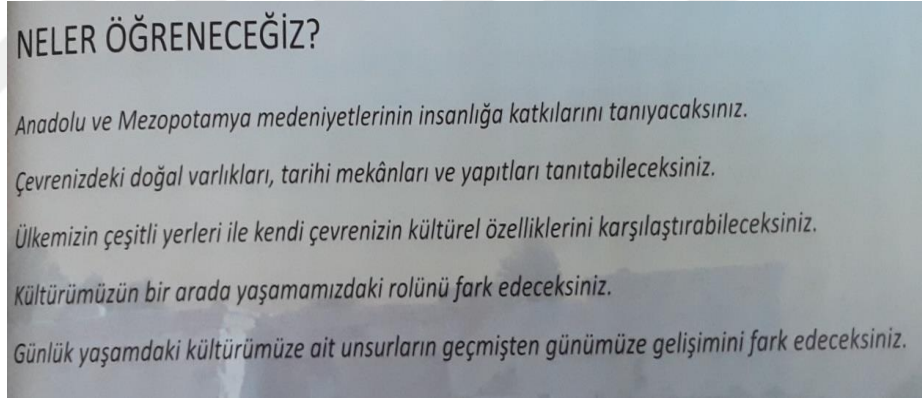 NELER ÖĞRENECEĞİZ?
Anadolu ve Mezopotamya medeniyetlerinin insanlığa katkılarını tanıyacaksınız.
Çevrenizdeki doğal varlıkları, tarihi mekânları ve yapıtları tanıtabileceksiniz.
Ülkemizin çeşitli yerleri ile kendi çevrenizin kültürel özelliklerini karşılaştırabileceksiniz.
Kültürümüzün bir arada yaşamamızdaki rolünü fark edeceksiniz.
Günlük yaşamdaki kültürümüze ait unsurların geçmişten günümüze gelişimini fark edeceksiniz.